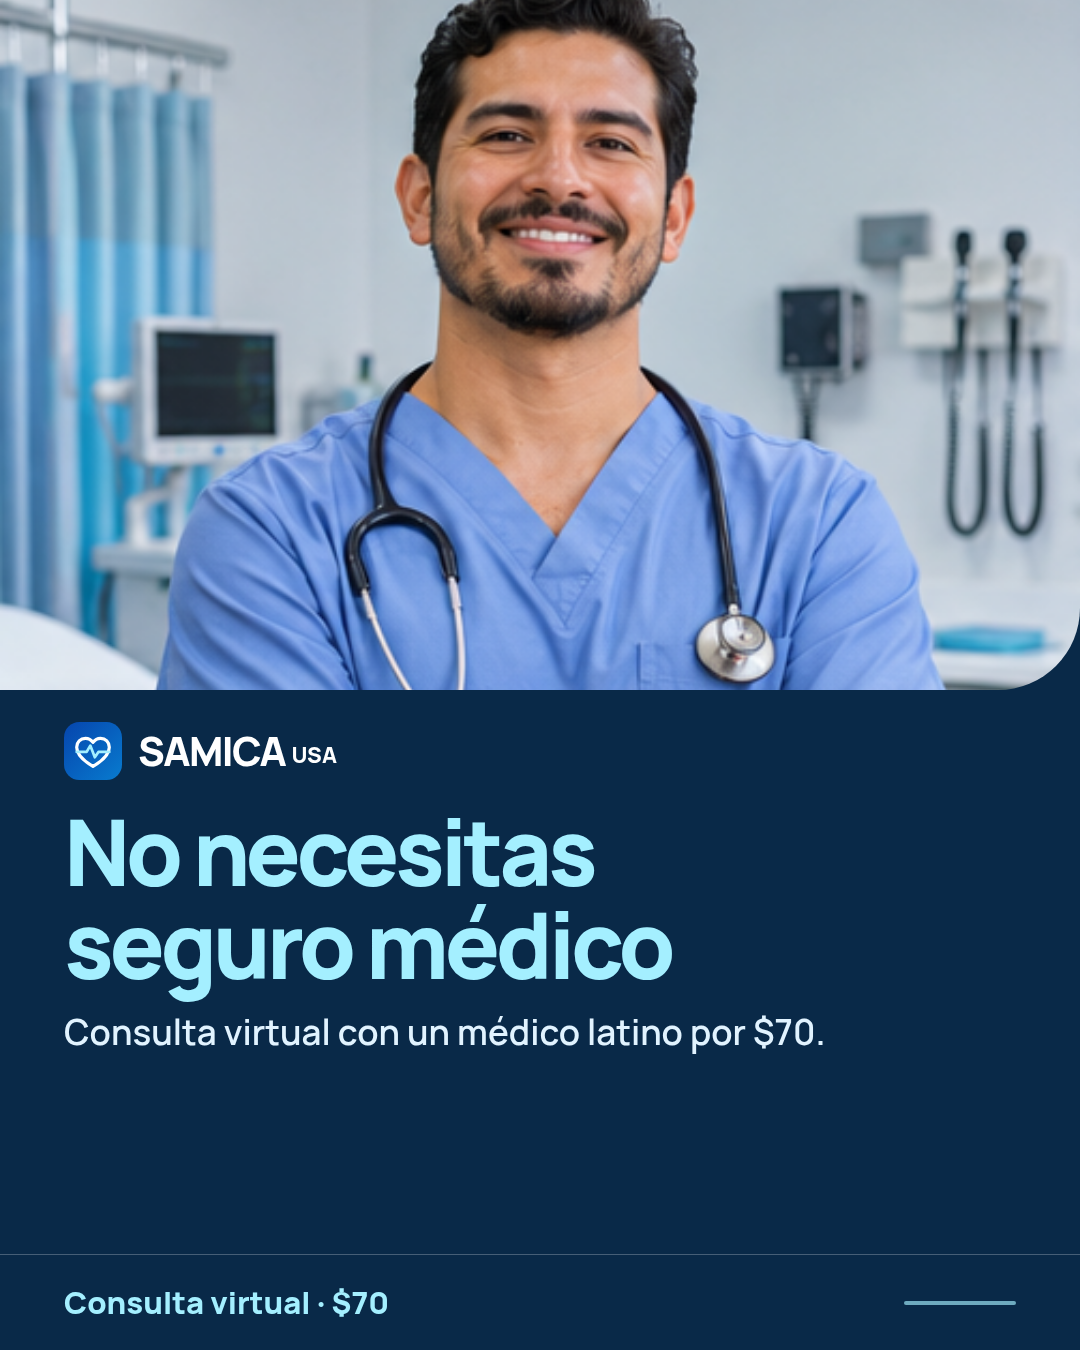 SAMICA USA
No necesitas
seguro médico
Consulta virtual con un médico latino por $70.
Consulta virtual · $70